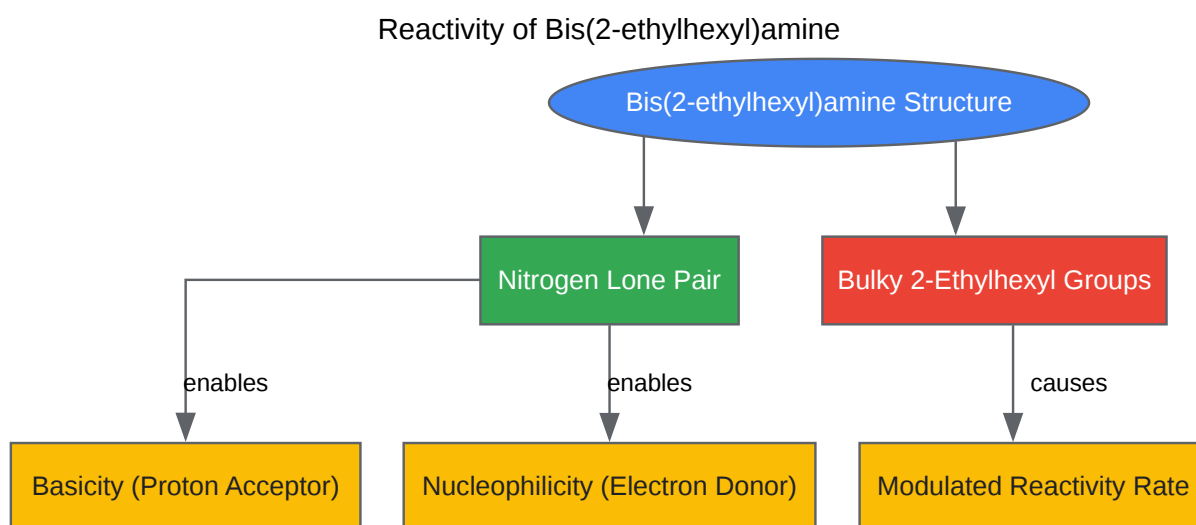 Reactivity of Bis(2-ethylhexyl)amine
Bis(2-ethylhexyl)amine Structure
Nitrogen Lone Pair
Bulky 2-Ethylhexyl Groups
enables
enables
causes
Basicity (Proton Acceptor)
Nucleophilicity (Electron Donor)
Modulated Reactivity Rate